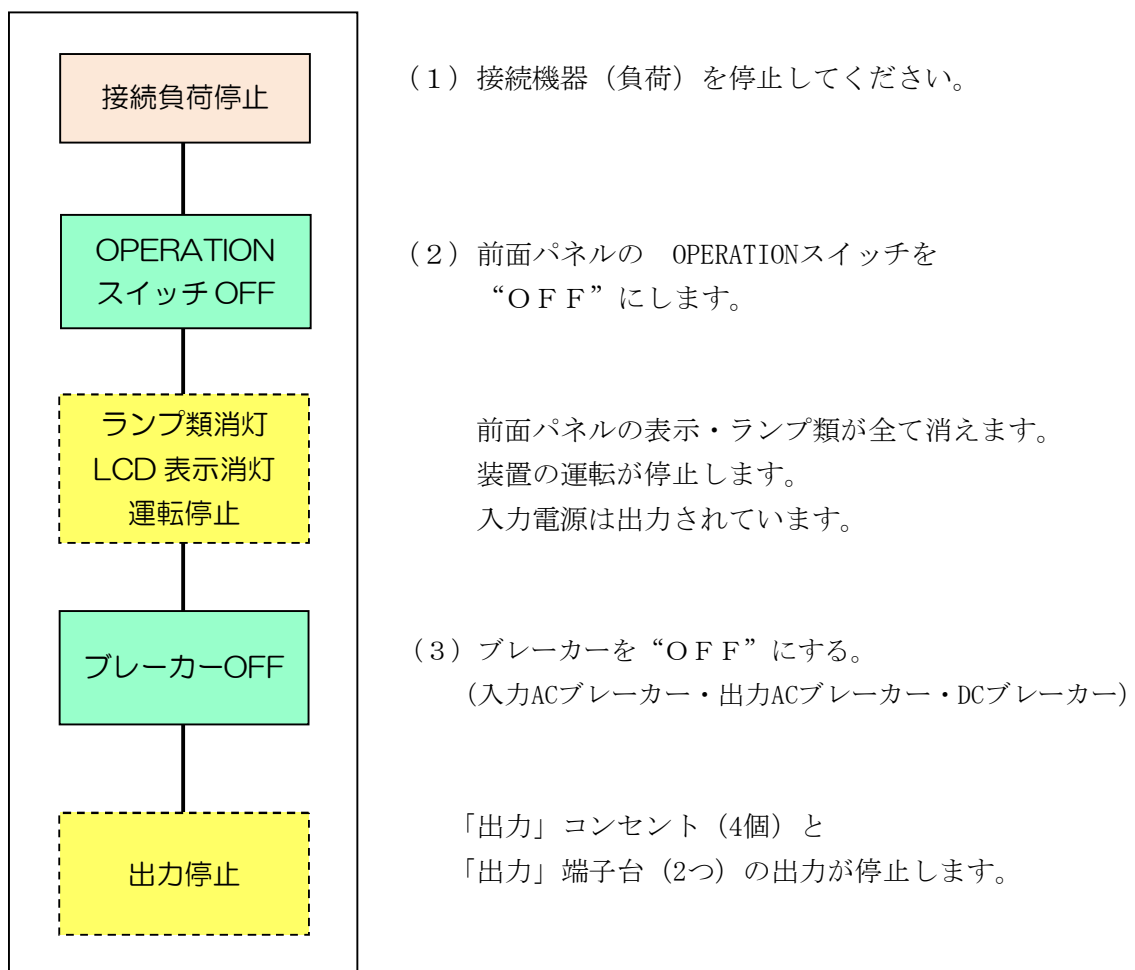 接続負荷停止
（１）接続機器（負荷）を停止してください。
OPERATION
スイッチ OFF
（２）前面パネルの　OPERATIONスイッチを
“ＯＦＦ”にします。
ランプ類消灯
LCD 表示消灯
運転停止
前面パネルの表示・ランプ類が全て消えます。
装置の運転が停止します。
入力電源は出力されています。
ブレーカーOFF
（３）ブレーカーを“ＯＦＦ”にする。
（入力ACブレーカー・出力ACブレーカー・DCブレーカー）
出力停止
「出力」コンセント（4個）と
「出力」端子台（2つ）の出力が停止します。